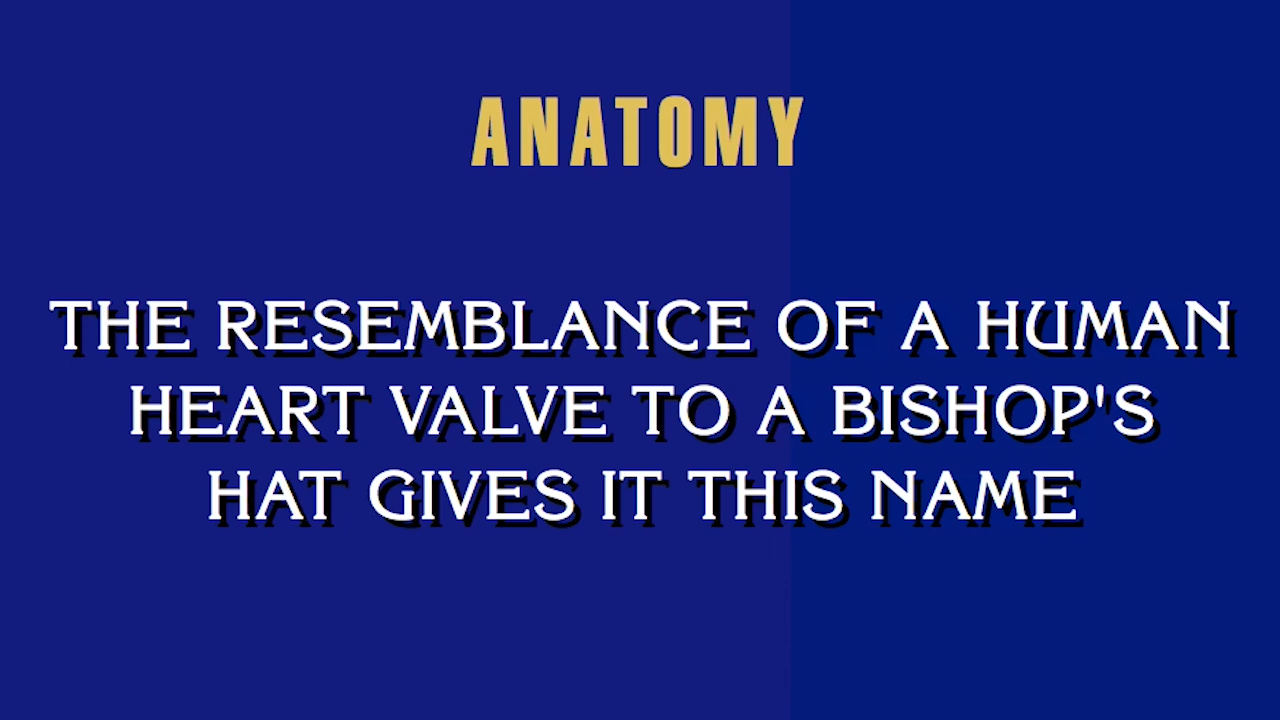 ANATOMY
THE RESEMBLANCE OF A HUMAN
HEART VALVE TO A BISHOP'S
HAT GIVES IT THIS NAME